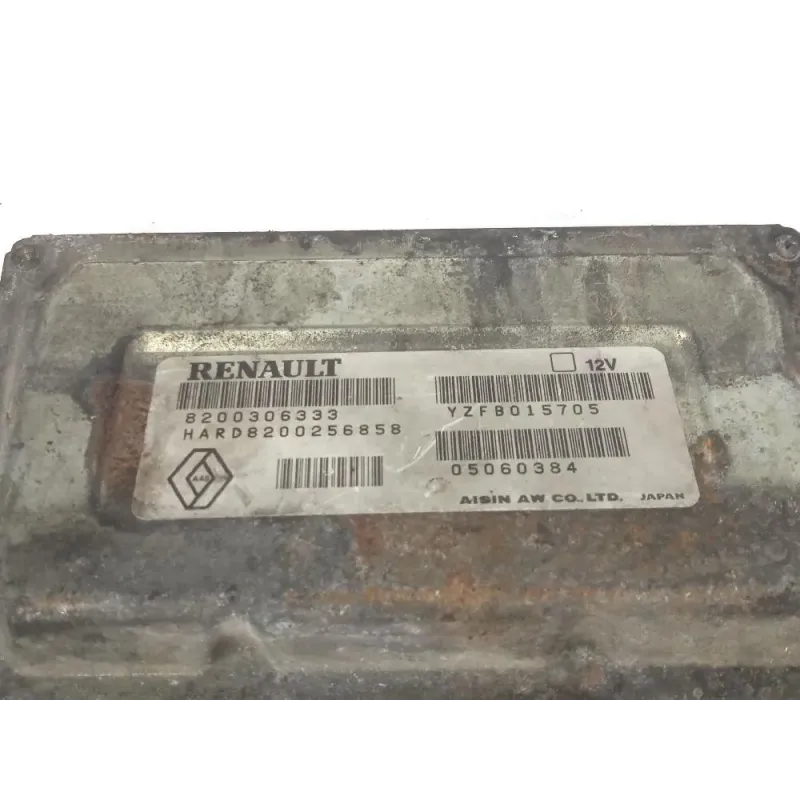 RENAULT
12V
8200306333
YZFB015705
HARD8200256858
05060384
AISIN AW CO., LTD. JAPAN